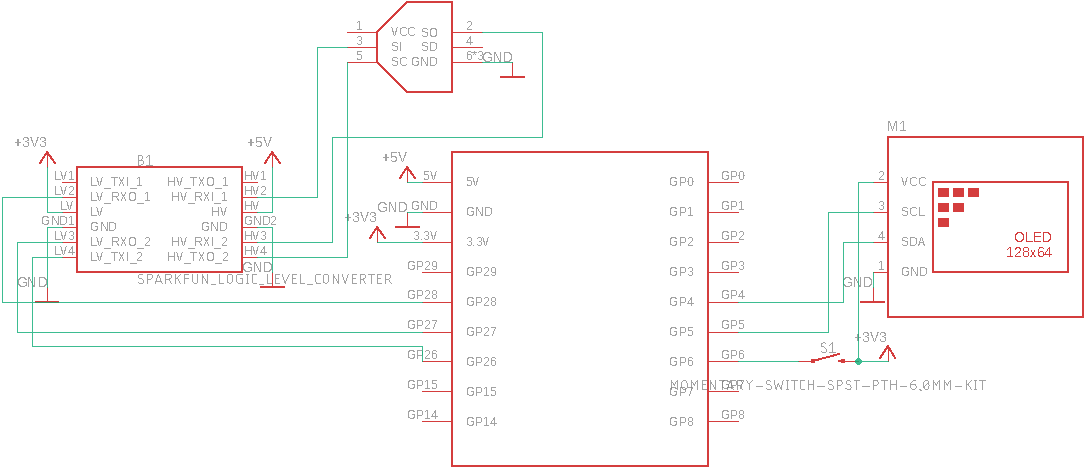 1 VCC SO 2
3 SI SD 4
5 SC GND 6*3 GND
+3V3 B1 +5V
LV1 LV_TXI_1 HV_TXO_1 HV1
LV2 LV_RXO_1 HV_RXI_1 HV2
LV LV HV HV
GND1 GND GND GND2
LV3 LV_RXO_2 HV_RXI_2 HV3
LV4 LV_TXI_2 HV_TXO_2 HV4
GND GND
SPARKFUN_LOGIC_LEVEL_CONVERTER
+5V
5V 5V GP0 GP0
GND GND GND GP1 GP1
+3V3
3.3V 3.3V GP2 GP2
GP29 GP29 GP3 GP3
GP28 GP28 GP4 GP4
GP27 GP27 GP5 GP5
GP26 GP26 GP6 GP6
GP15 GP15 GP7 GP7
GP14 GP14 GP8 GP8
S1 +3V3
MOMENTARY-SWITCH-SPST-PTH-6.0MM-KIT
M1
2 VCC
3 SCL
4 SDA
1 GND
GND
OLED
128x64